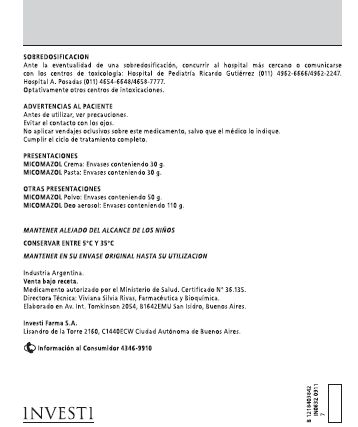 SOBREDOSIFICACION
Ante la eventualidad de una sobredosificación, concurrir al hospital más cercano o comunicarse
con los centros de toxicología: Hospital de Pediatría Ricardo Gutiérrez (011) 4962-6666/4962-2247.
Hospital A. Posadas (011) 4654-6648/4658-7777.
Optativamente otros centros de intoxicaciones.
ADVERTENCIAS AL PACIENTE
Antes de utilizar, ver precauciones.
Evitar el contacto con los ojos.
No aplicar vendajes oclusivos sobre este medicamento, salvo que el médico lo indique.
Cumplir el ciclo de tratamiento completo.
PRESENTACIONES
MICOMAZOL Crema: Envases conteniendo 30 g.
MICOMAZOL Pasta: Envases conteniendo 30 g.
OTRAS PRESENTACIONES
MICOMAZOL Polvo: Envases conteniendo 50 g.
MICOMAZOL Deo aerosol: Envases conteniendo 110 g.
MANTENER ALEJADO DEL ALCANCE DE LOS NIÑOS
CONSERVAR ENTRE 5°C Y 35°C
MANTENER EN SU ENVASE ORIGINAL HASTA SU UTILIZACION
Industria Argentina.
Venta bajo receta.
Medicamento autorizado por el Ministerio de Salud. Certificado N° 36.135.
Directora Técnica: Viviana Silvia Rivas, Farmacéutica y Bioquímica.
Elaborado en Av. Int. Tomkinson 2054, B1642EMU San Isidro, Buenos Aires.
Investi Farma S.A.
Lisandro de la Torre 2160, C1440ECW Ciudad Autónoma de Buenos Aires.
Información al Consumidor 4346-9910
INVESTI
B 1218403842
IN0832 0911
7